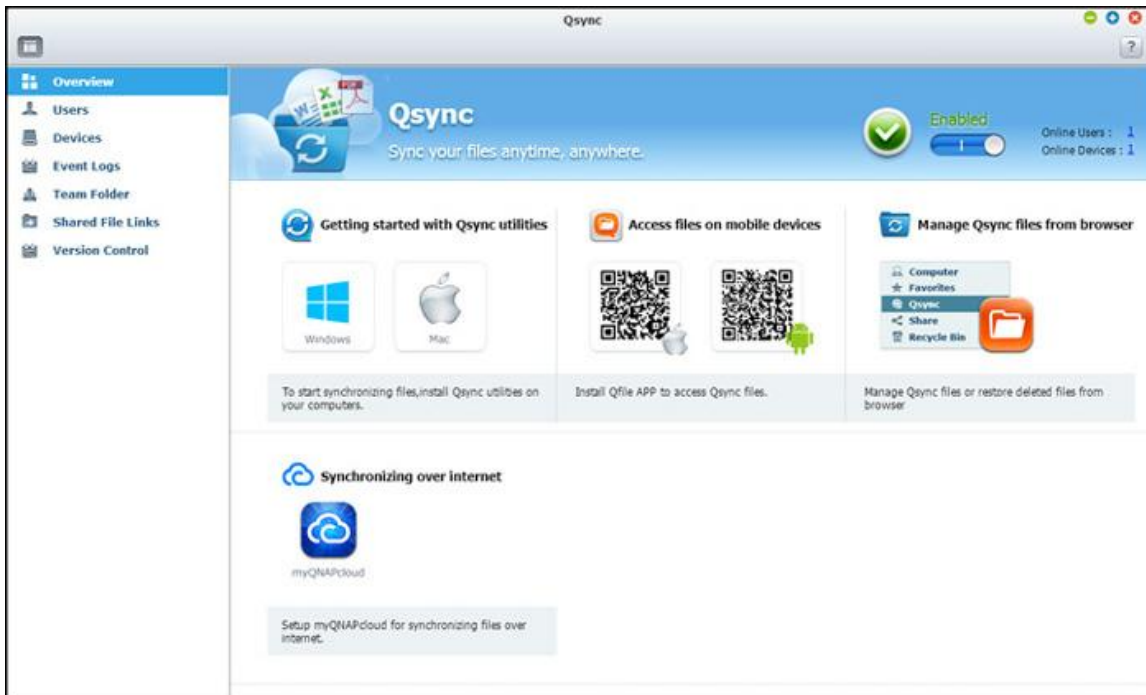 Qsync
?
Overview
Users
Devices
Event Logs
Team Folder
Shared File Links
Version Control
W
X
PDF
Qsync
Sync your files anytime, anywhere.
Enabled
Online Users : 1
Online Devices : 1
Getting started with Qsync utilities
Windows
Mac
To start synchronizing files,install Qsync utilities on
your computers.
Access files on mobile devices
Install Qfile APP to access Qsync files.
Manage Qsync files from browser
Computer
Favorites
Qsync
Share
Recycle Bin
Manage Qsync files or restore deleted files from
browser
Synchronizing over internet
myQNAPcloud
Setup myQNAPcloud for synchronizing files over
internet.